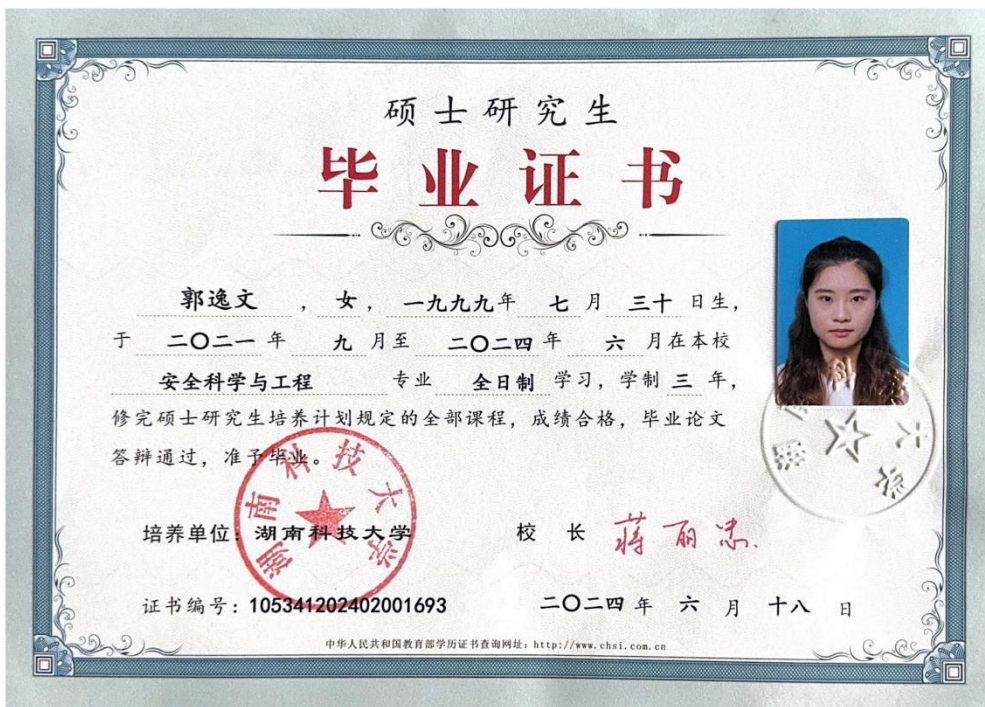 硕士研究生
毕业证书
郭逸文 ，女，一九九九年 七 月 三十 日生，
于 二〇二一 年 九 月至 二〇二四 年 六 月在本校
安全科学与工程 专业 全日制 学习，学制 三 年，
修完硕士研究生培养计划规定的全部课程，成绩合格，毕业论文
答辩通过，准予毕业。
湖南科技大学
培养单位：湖南科技大学
校 长 蒋丽忠
证书编号：105341202402001693
二〇二四 年 六 月 十八 日
中华人民共和国教育部学历证书查询网址：http://www.chsi.com.cn